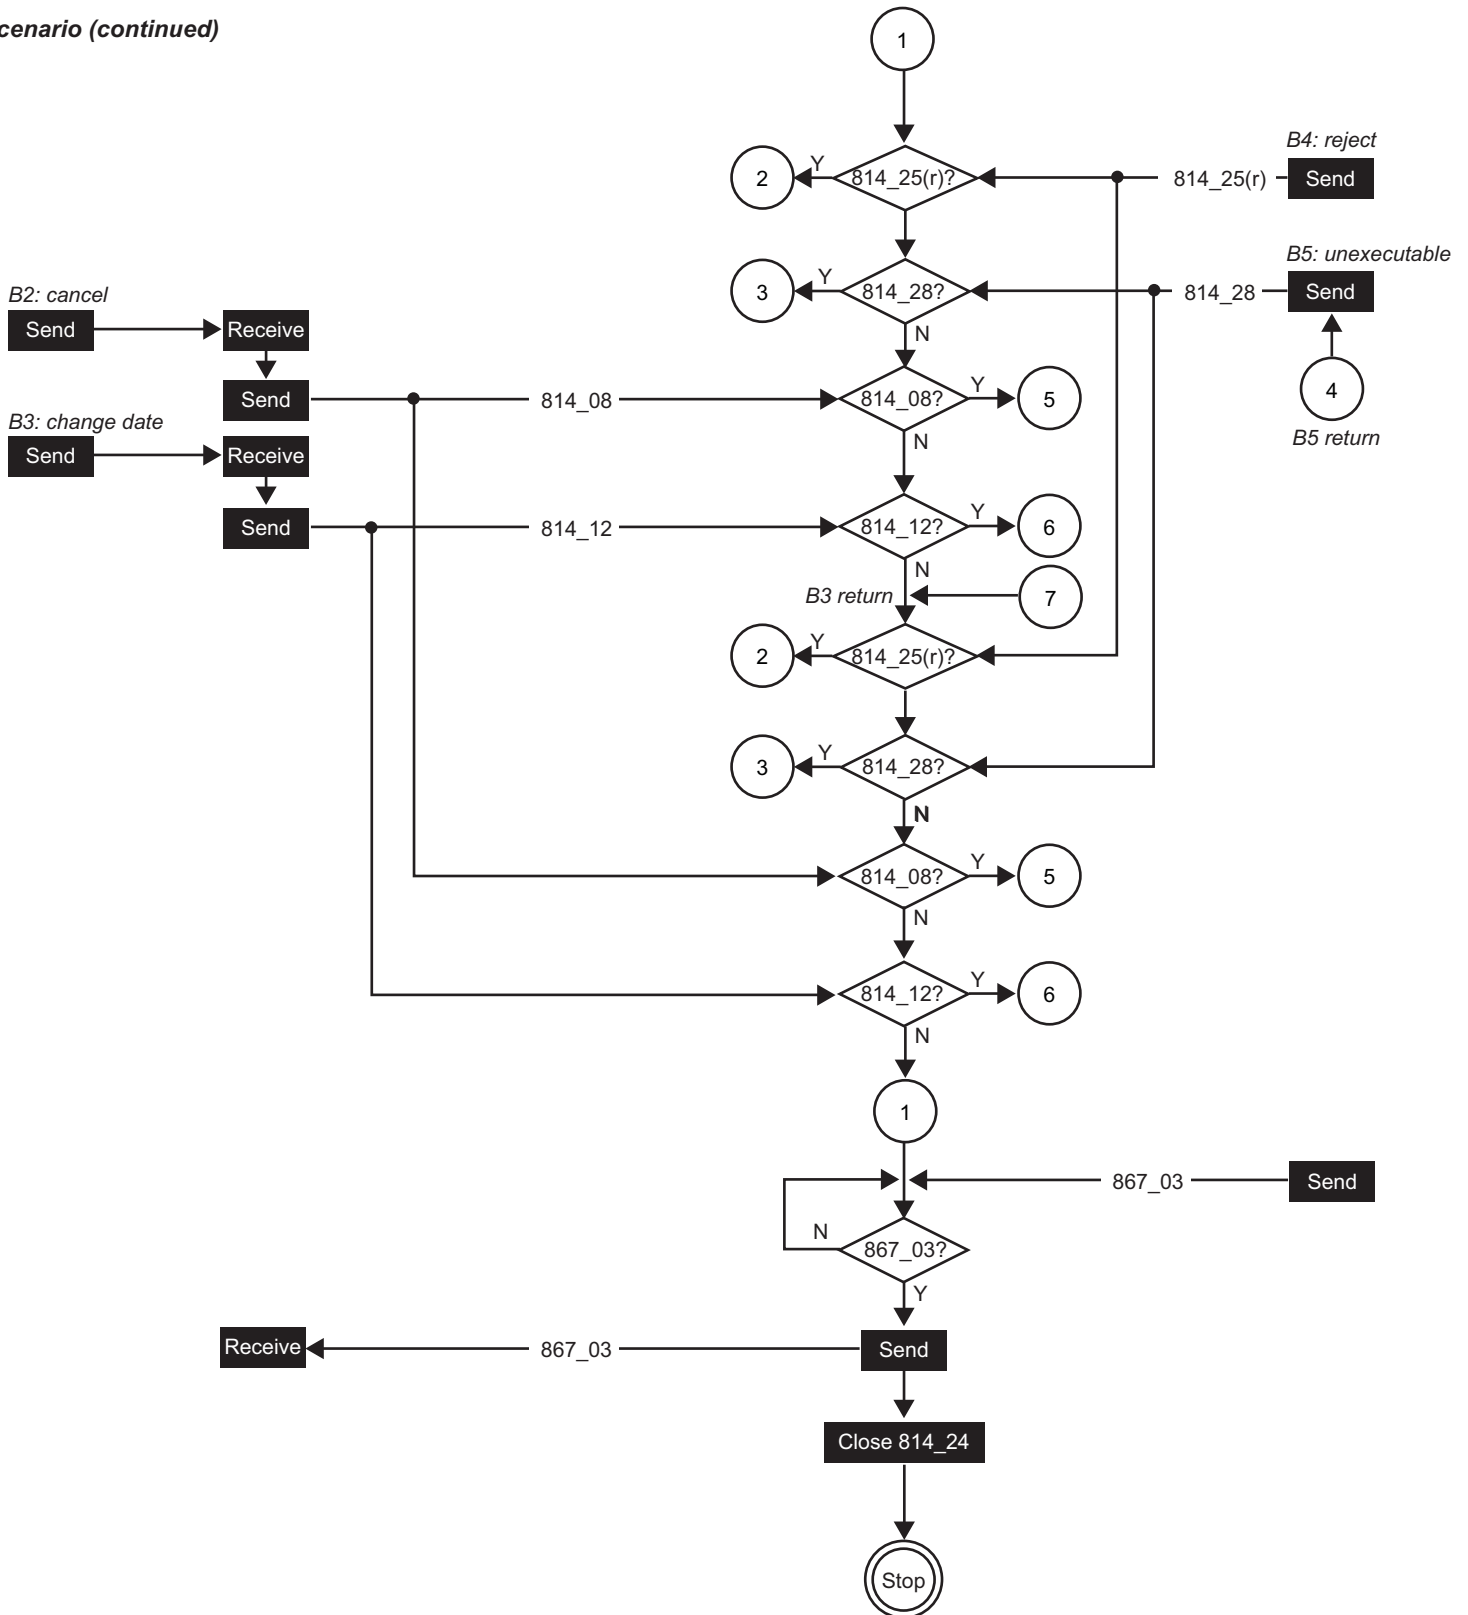 cenario (continued)
1
B4: reject
2
Y
814_25(r)?
814_25(r)
Send
B5: unexecutable
3
Y
814_28?
814_28
Send
B2: cancel
Send
Receive
N
Send
814_08
814_08?
Y
5
4
B3: change date
B5 return
Send
Receive
N
Send
814_12
814_12?
Y
6
N
B3 return
7
2
Y
814_25(r)?
3
Y
814_28?
N
814_08?
Y
5
N
814_12?
Y
6
N
1
867_03
Send
N
867_03?
Y
Receive
867_03
Send
Close 814_24
Stop